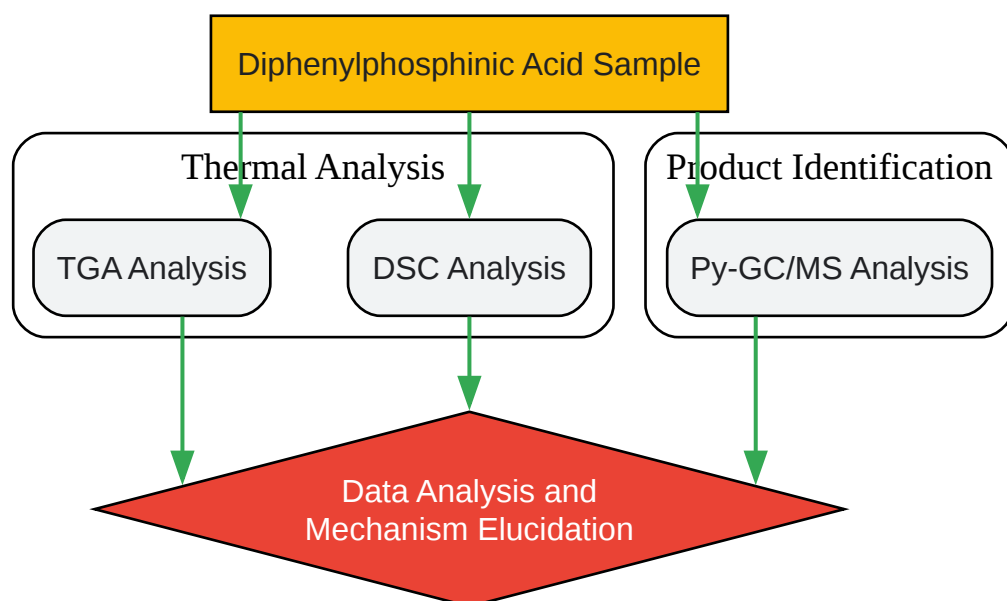 Diphenylphosphinic Acid Sample
Thermal Analysis
Product Identification
TGA Analysis
DSC Analysis
Py-GC/MS Analysis
Data Analysis and
Mechanism Elucidation